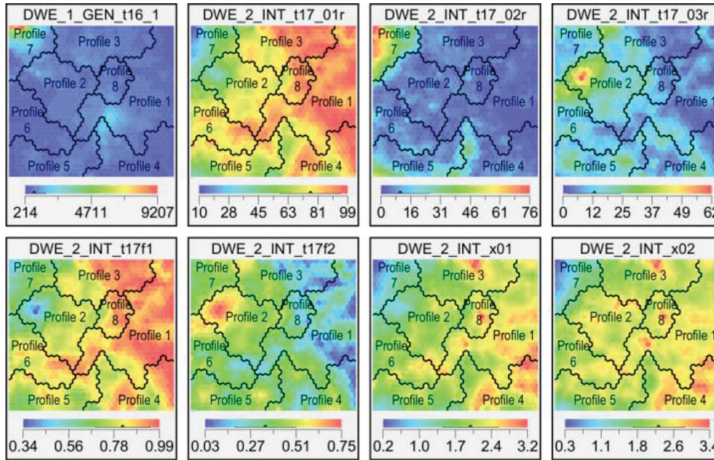 DWE_1_GEN_t16_1
Profile 7
Profile 3
Profile 2
Profile 8
Profile 1
Profile 6
Profile 5
Profile 4
214 4711 9207
DWE_2_INT_t17_01r
Profile 7
Profile 3
Profile 2
Profile 8
Profile 1
Profile 6
Profile 5
Profile 4
10 28 45 63 81 99
DWE_2_INT_t17_02r
Profile 7
Profile 3
Profile 2
Profile 8
Profile 1
Profile 6
Profile 5
Profile 4
0 16 31 46 61 76
DWE_2_INT_t17_03r
Profile 7
Profile 3
Profile 2
Profile 8
Profile 1
Profile 6
Profile 5
Profile 4
0 12 25 37 49 62
DWE_2_INT_t17f1
Profile 7
Profile 3
Profile 2
Profile 8
Profile 1
Profile 6
Profile 5
Profile 4
0.34 0.56 0.78 0.99
DWE_2_INT_t17f2
Profile 7
Profile 3
Profile 2
Profile 8
Profile 1
Profile 6
Profile 5
Profile 4
0.03 0.27 0.51 0.75
DWE_2_INT_x01
Profile 7
Profile 3
Profile 2
Profile 8
Profile 1
Profile 6
Profile 5
Profile 4
0.2 1.0 1.7 2.4 3.2
DWE_2_INT_x02
Profile 7
Profile 3
Profile 2
Profile 8
Profile 1
Profile 6
Profile 5
Profile 4
0.3 1.1 1.8 2.6 3.4